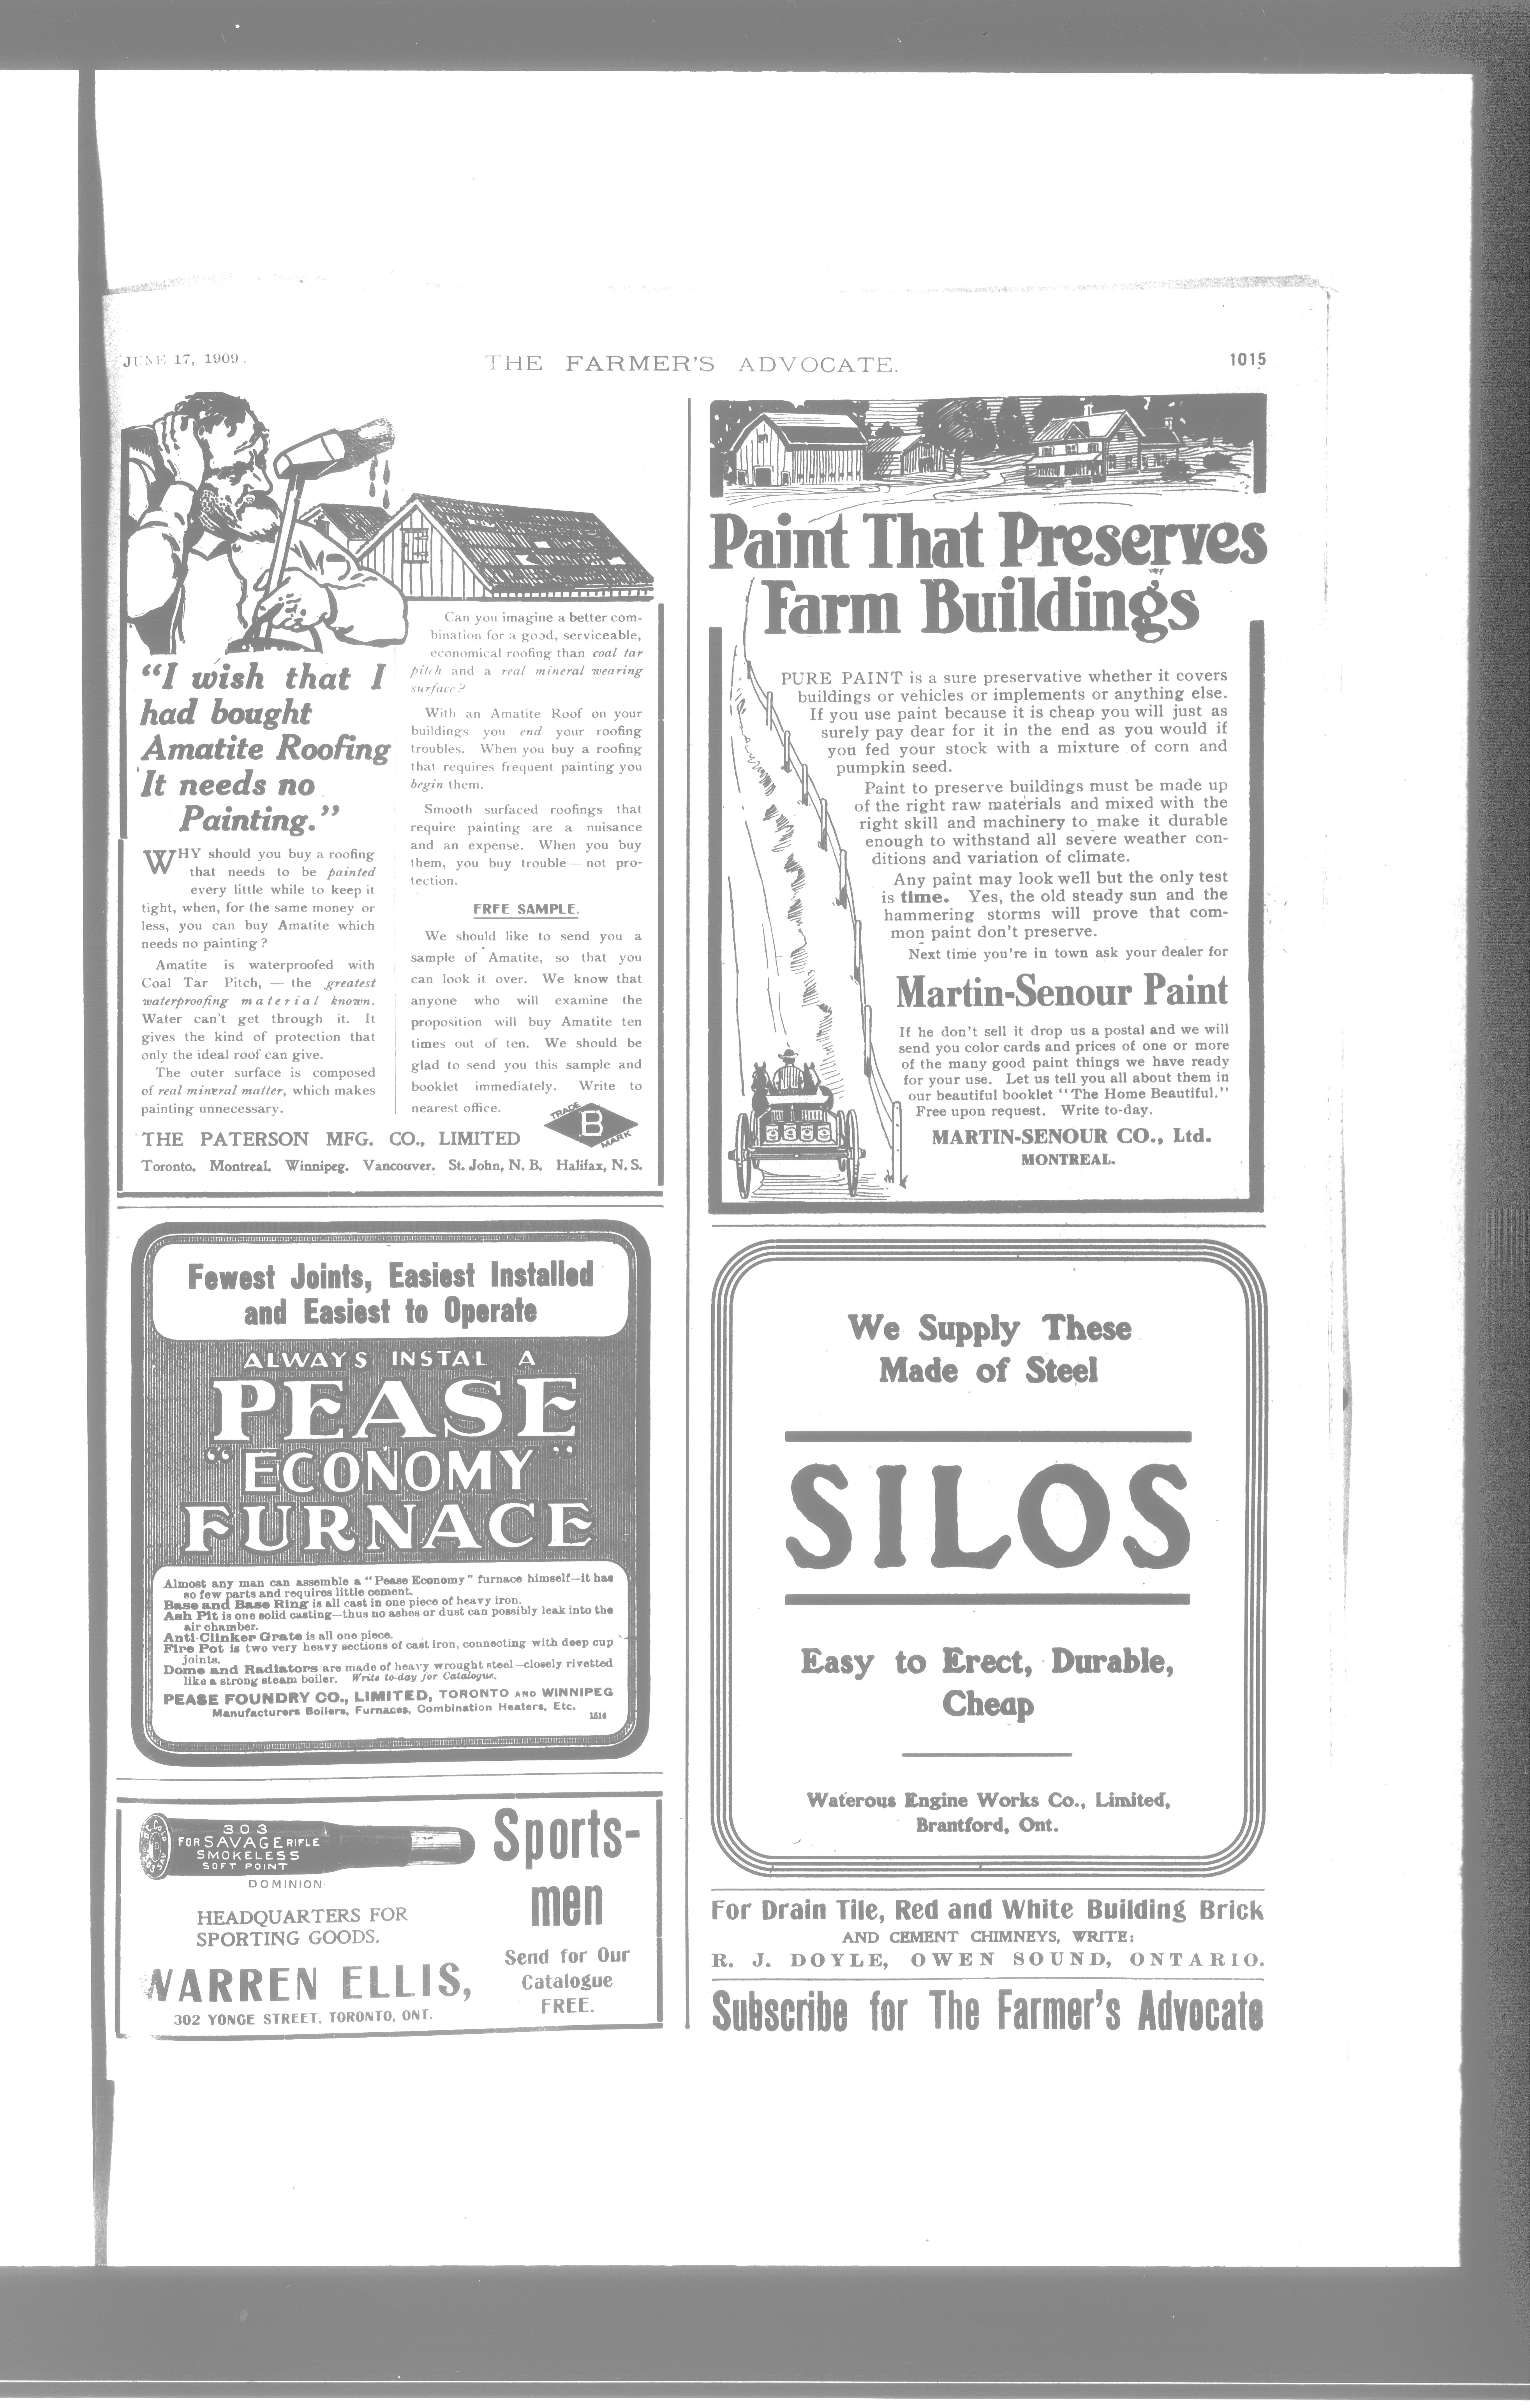 JUNE 17, 1909.
THE FARMER'S ADVOCATE.
1015
"I wish that I
had bought
Amatite Roofing
It needs no
Painting."
WHY should you buy a roofing
that needs to be painted
every little while to keep it
tight, when, for the same money or
less, you can buy Amatite which
needs no painting?
Amatite is waterproofed with
Coal Tar Pitch, — the greatest
waterproofing material known.
Water can't get through it. It
gives the kind of protection that
only the ideal roof can give.
The outer surface is composed
of real mineral matter, which makes
painting unnecessary.
Can you imagine a better com-
bination for a good, serviceable,
economical roofing than coal tar
pitch and a real mineral wearing
surface?
With an Amatite Roof on your
buildings you end your roofing
troubles. When you buy a roofing
that requires frequent painting you
begin them.
Smooth surfaced roofings that
require painting are a nuisance
and an expense. When you buy
them, you buy trouble—not pro-
tection.
FREE SAMPLE.
We should like to send you a
sample of Amatite, so that you
can look it over. We know that
anyone who will examine the
proposition will buy Amatite ten
times out of ten. We should be
glad to send you this sample and
booklet immediately. Write to
nearest office.
TRADE B MARK
THE PATERSON MFG. CO., LIMITED
Toronto. Montreal. Winnipeg. Vancouver. St. John, N. B. Halifax, N. S.
Fewest Joints, Easiest Installed
and Easiest to Operate
ALWAYS INSTAL A
PEASE
"ECONOMY"
FURNACE
Almost any man can assemble a "Pease Economy" furnace himself—it has
so few parts and requires little cement.
Base and Base Ring is all cast in one piece of heavy iron.
Ash Pit is one solid casting—thus no ashes or dust can possibly leak into the
air chamber.
Anti-Clinker Grate is all one piece.
Fire Pot is two very heavy sections of cast iron, connecting with deep cup
joints.
Dome and Radiators are made of heavy wrought steel—closely rivetted
like a strong steam boiler. Write to-day for Catalogue.
PEASE FOUNDRY CO., LIMITED, TORONTO AND WINNIPEG
Manufacturers Boilers, Furnaces, Combination Heaters, Etc.
1516
303
FOR SAVAGE RIFLE
SMOKELESS
SOFT POINT
DOMINION
HEADQUARTERS FOR
SPORTING GOODS.
WARREN ELLIS,
302 YONGE STREET, TORONTO, ONT.
Sports-
men
Send for Our
Catalogue
FREE.
Paint That Preserves
Farm Buildings
PURE PAINT is a sure preservative whether it covers
buildings or vehicles or implements or anything else.
If you use paint because it is cheap you will just as
surely pay dear for it in the end as you would if
you fed your stock with a mixture of corn and
pumpkin seed.
Paint to preserve buildings must be made up
of the right raw materials and mixed with the
right skill and machinery to make it durable
enough to withstand all severe weather con-
ditions and variation of climate.
Any paint may look well but the only test
is time. Yes, the old steady sun and the
hammering storms will prove that com-
mon paint don't preserve.
Next time you're in town ask your dealer for
Martin-Senour Paint
If he don't sell it drop us a postal and we will
send you color cards and prices of one or more
of the many good paint things we have ready
for your use. Let us tell you all about them in
our beautiful booklet "The Home Beautiful."
Free upon request. Write to-day.
MARTIN-SENOUR CO., Ltd.
MONTREAL.
We Supply These
Made of Steel
SILOS
Easy to Erect, Durable,
Cheap
Waterous Engine Works Co., Limited,
Brantford, Ont.
For Drain Tile, Red and White Building Brick
AND CEMENT CHIMNEYS, WRITE:
R. J. DOYLE, OWEN SOUND, ONTARIO.
Subscribe for The Farmer's Advocate